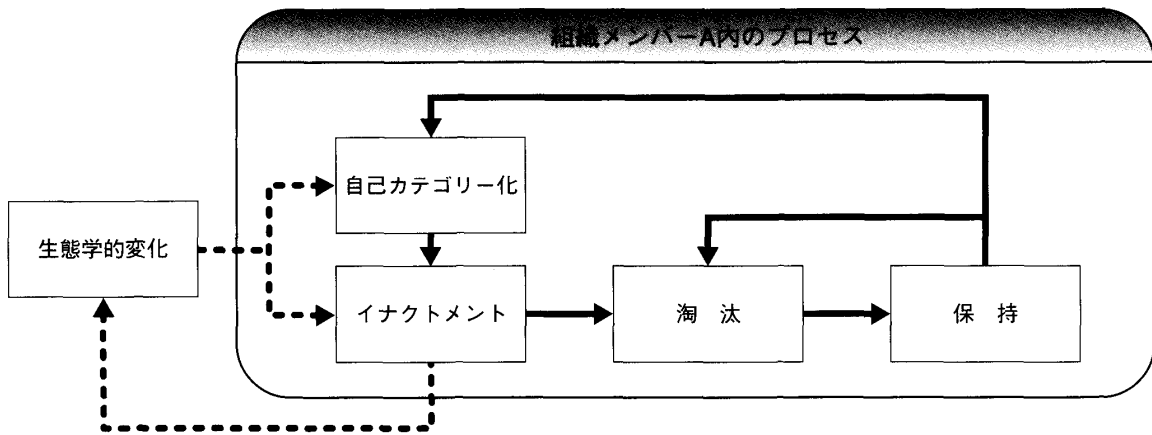 組織メンバーA内のプロセス
自己カテゴリー化
生態学的変化
イナクトメント
淘　汰
保　持